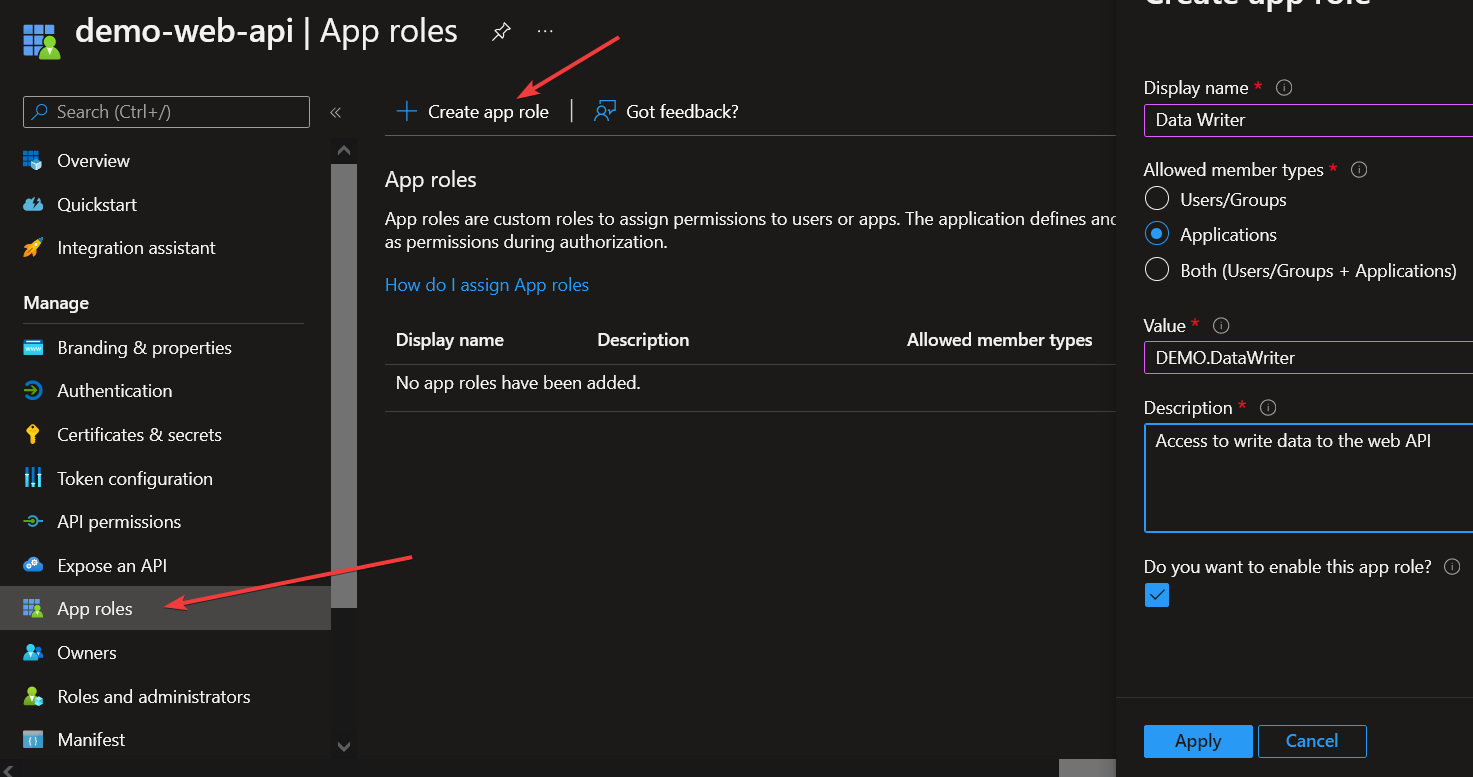 demo-web-api | App roles
...
Search (Ctrl+/)
«
Overview
Quickstart
Integration assistant
Manage
Branding & properties
Authentication
Certificates & secrets
Token configuration
API permissions
Expose an API
App roles
Owners
Roles and administrators
Manifest
Create app role
Got feedback?
App roles
App roles are custom roles to assign permissions to users or apps. The application defines and
as permissions during authorization.
How do I assign App roles
Display name Description Allowed member types
No app roles have been added.
Create app role
Display name *
Data Writer
Allowed member types *
Users/Groups
Applications
Both (Users/Groups + Applications)
Value *
DEMO.DataWriter
Description *
Access to write data to the web API
Do you want to enable this app role?
Apply Cancel